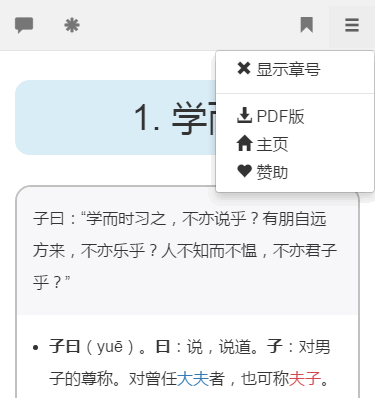 显示章号
PDF版
主页
赞助
1. 学而
子曰：“学而时习之，不亦说乎？有朋自远
方来，不亦乐乎？人不知而不愠，不亦君子
乎？”
• 子曰（yuē）。曰：说，说道。子：对男
子的尊称。对曾任大夫者，也可称夫子。